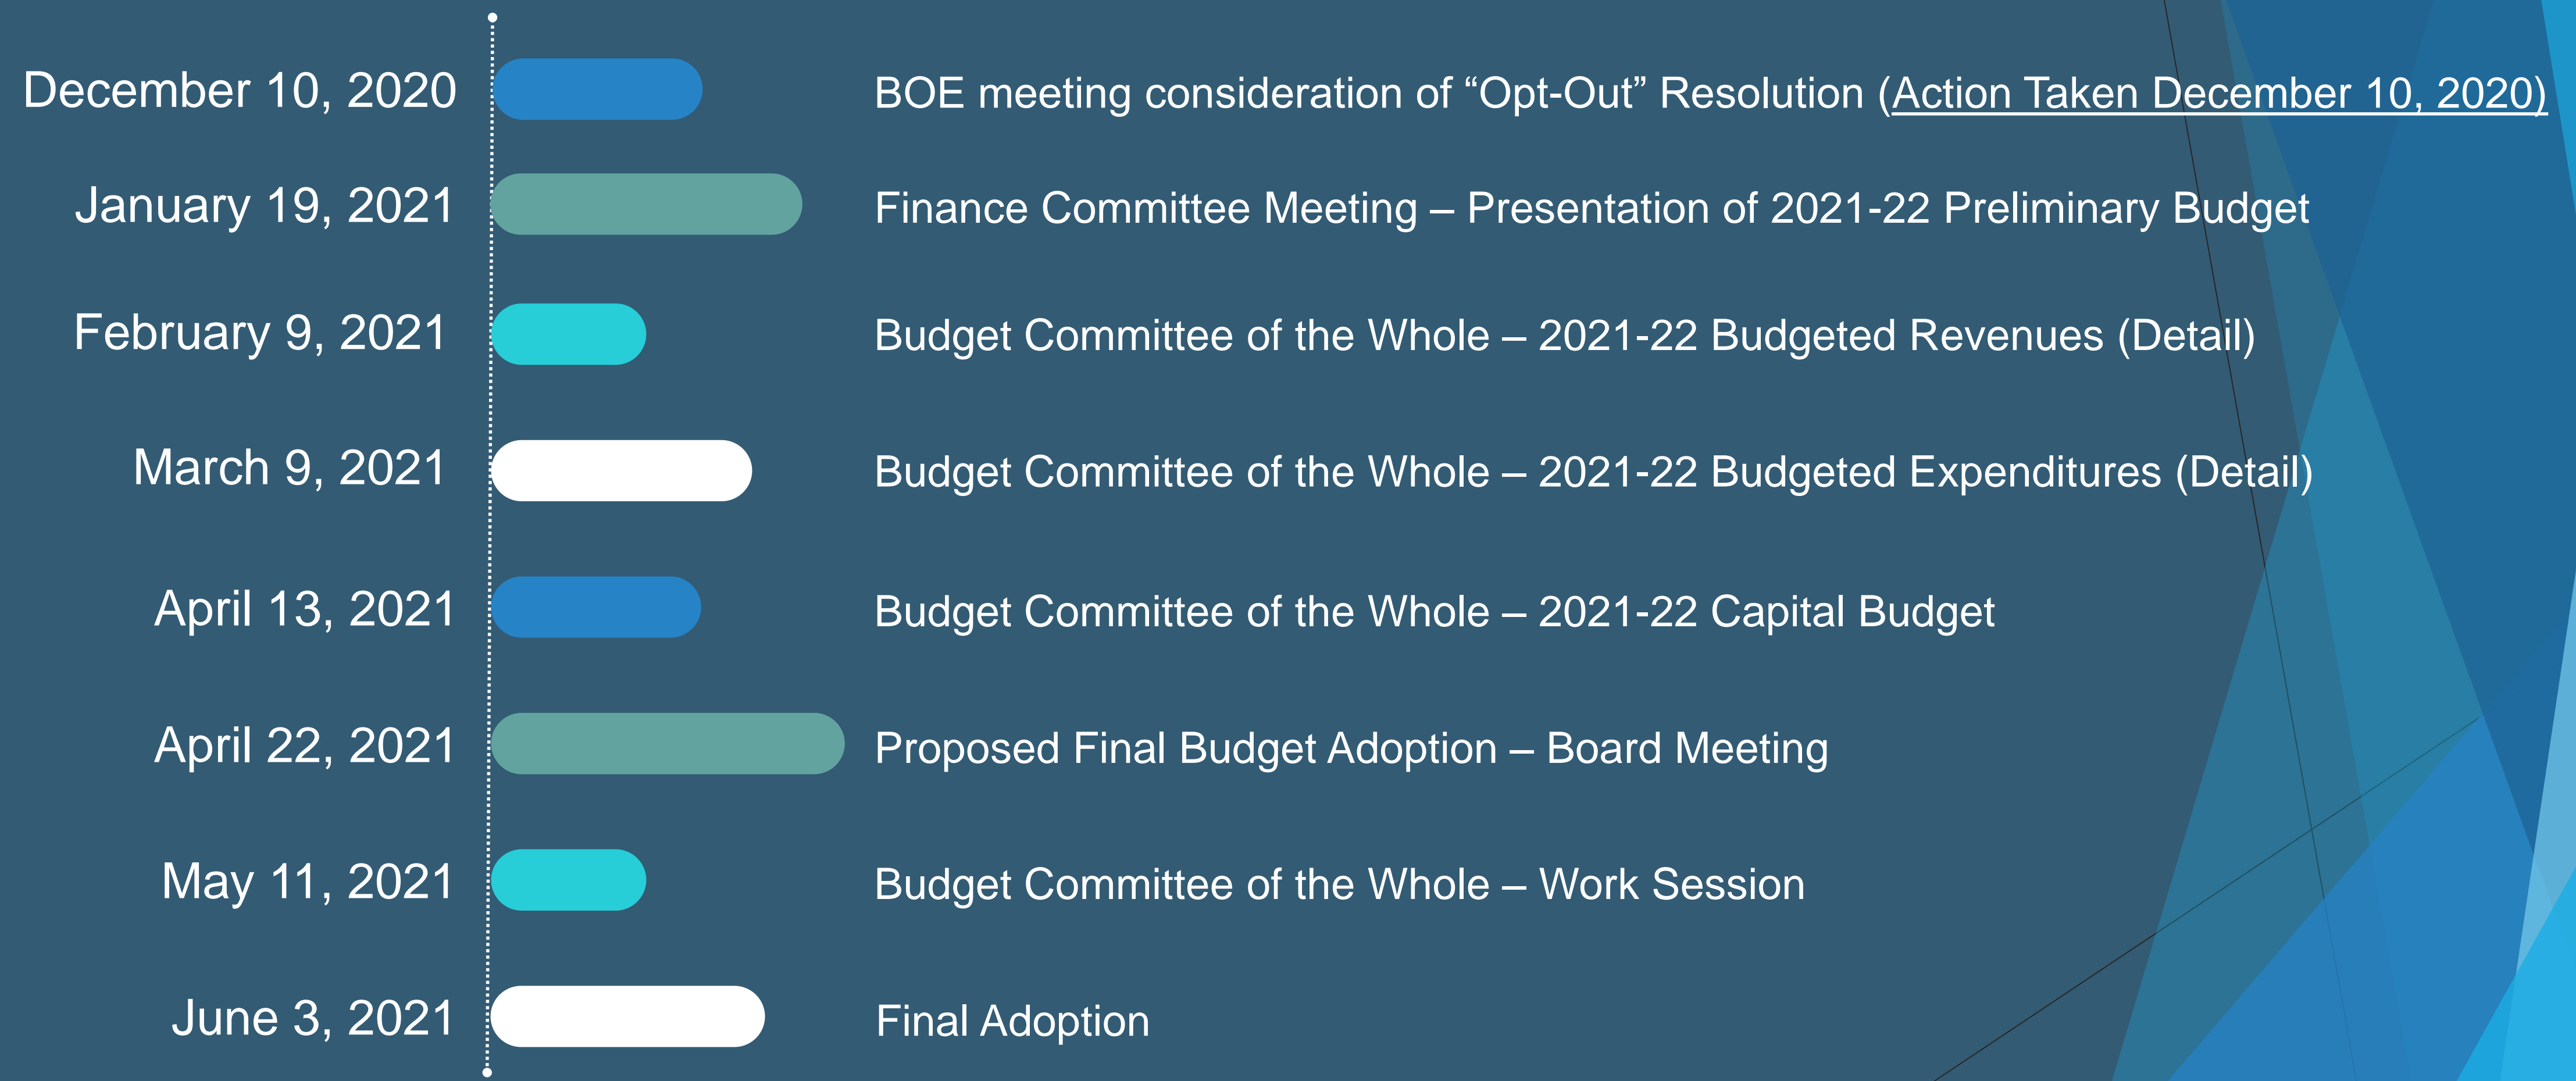 December 10, 2020 BOE meeting consideration of “Opt-Out” Resolution (Action Taken December 10, 2020)
January 19, 2021 Finance Committee Meeting – Presentation of 2021-22 Preliminary Budget
February 9, 2021 Budget Committee of the Whole – 2021-22 Budgeted Revenues (Detail)
March 9, 2021 Budget Committee of the Whole – 2021-22 Budgeted Expenditures (Detail)
April 13, 2021 Budget Committee of the Whole – 2021-22 Capital Budget
April 22, 2021 Proposed Final Budget Adoption – Board Meeting
May 11, 2021 Budget Committee of the Whole – Work Session
June 3, 2021 Final Adoption